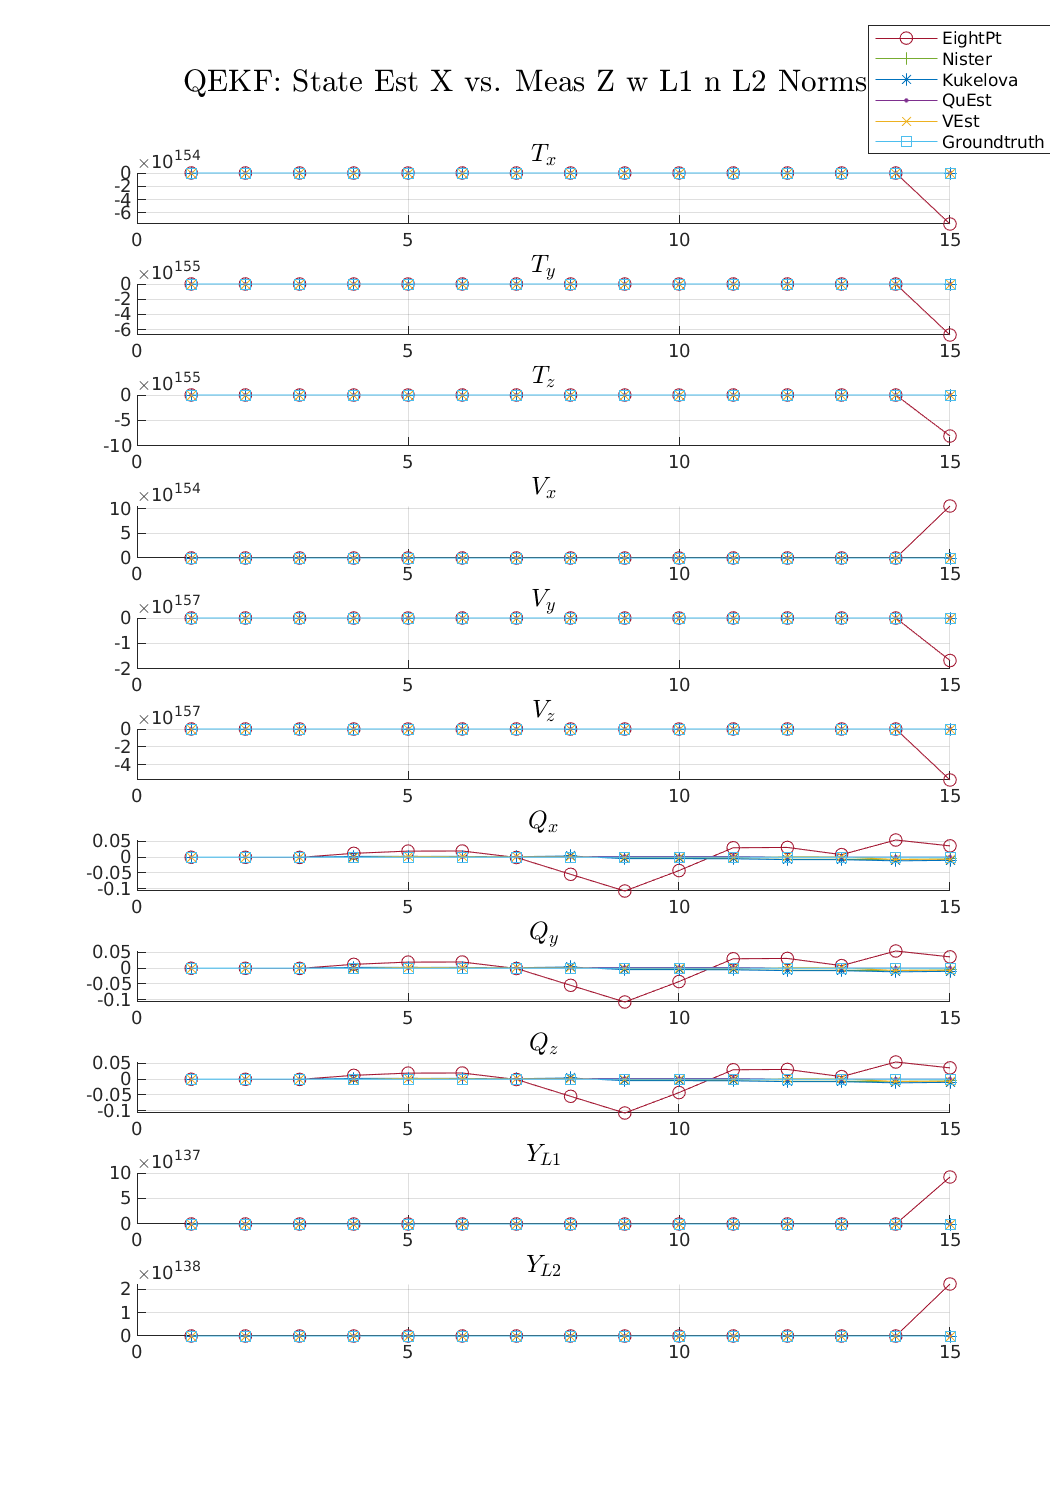 EightPt
Nister
Kukelova
QuEst
VEst
Groundtruth
QEKF: State Est X vs. Meas Z w L1 n L2 Norms
×10^154
T_x
0
-2
-4
-6
0 5 10 15
×10^155
T_y
0
-2
-4
-6
0 5 10 15
×10^155
T_z
0
-5
-10
0 5 10 15
×10^154
V_x
10
5
0
0 5 10 15
×10^157
V_y
0
-1
-2
0 5 10 15
×10^157
V_z
0
-2
-4
0 5 10 15
Q_x
0.05
0
-0.05
-0.1
0 5 10 15
Q_y
0.05
0
-0.05
-0.1
0 5 10 15
Q_z
0.05
0
-0.05
-0.1
0 5 10 15
×10^137
Y_L1
10
5
0
0 5 10 15
×10^138
Y_L2
2
1
0
0 5 10 15